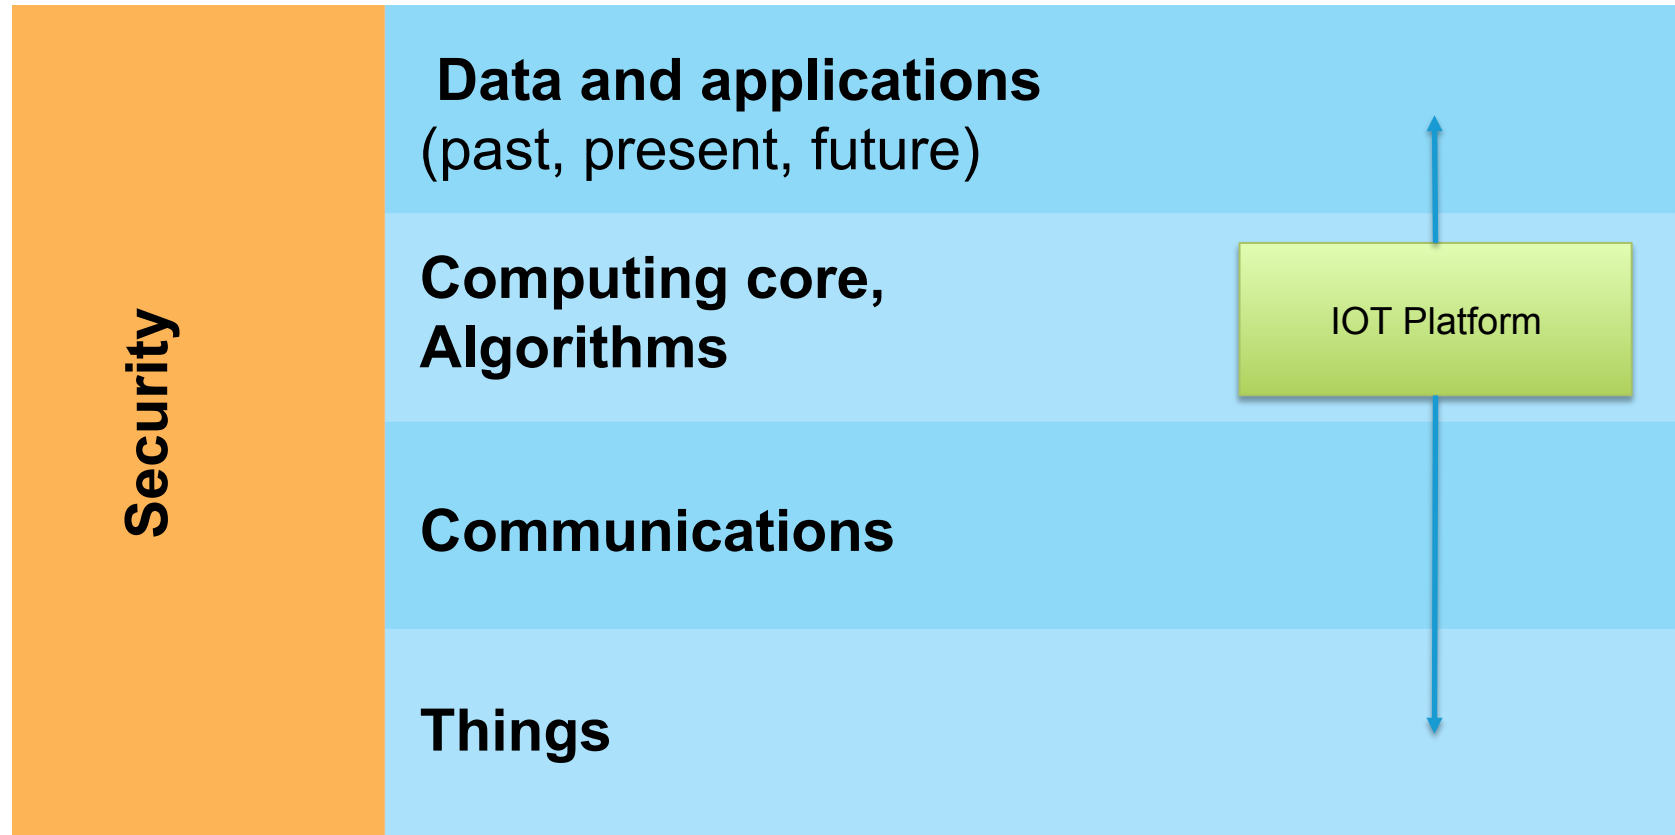 Security
Data and applications
(past, present, future)
Computing core,
Algorithms
IOT Platform
Communications
Things